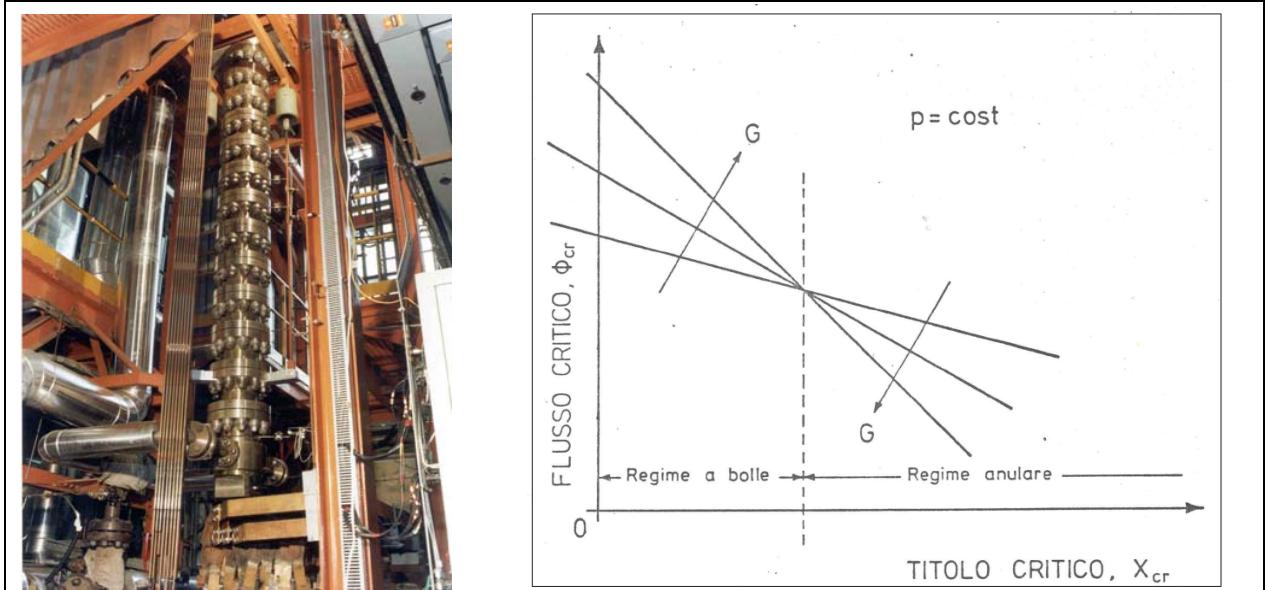 p = cost
G
G
FLUSSO CRITICO, Φcr
Regime a bolle
Regime anulare
0
TITOLO CRITICO, Xcr